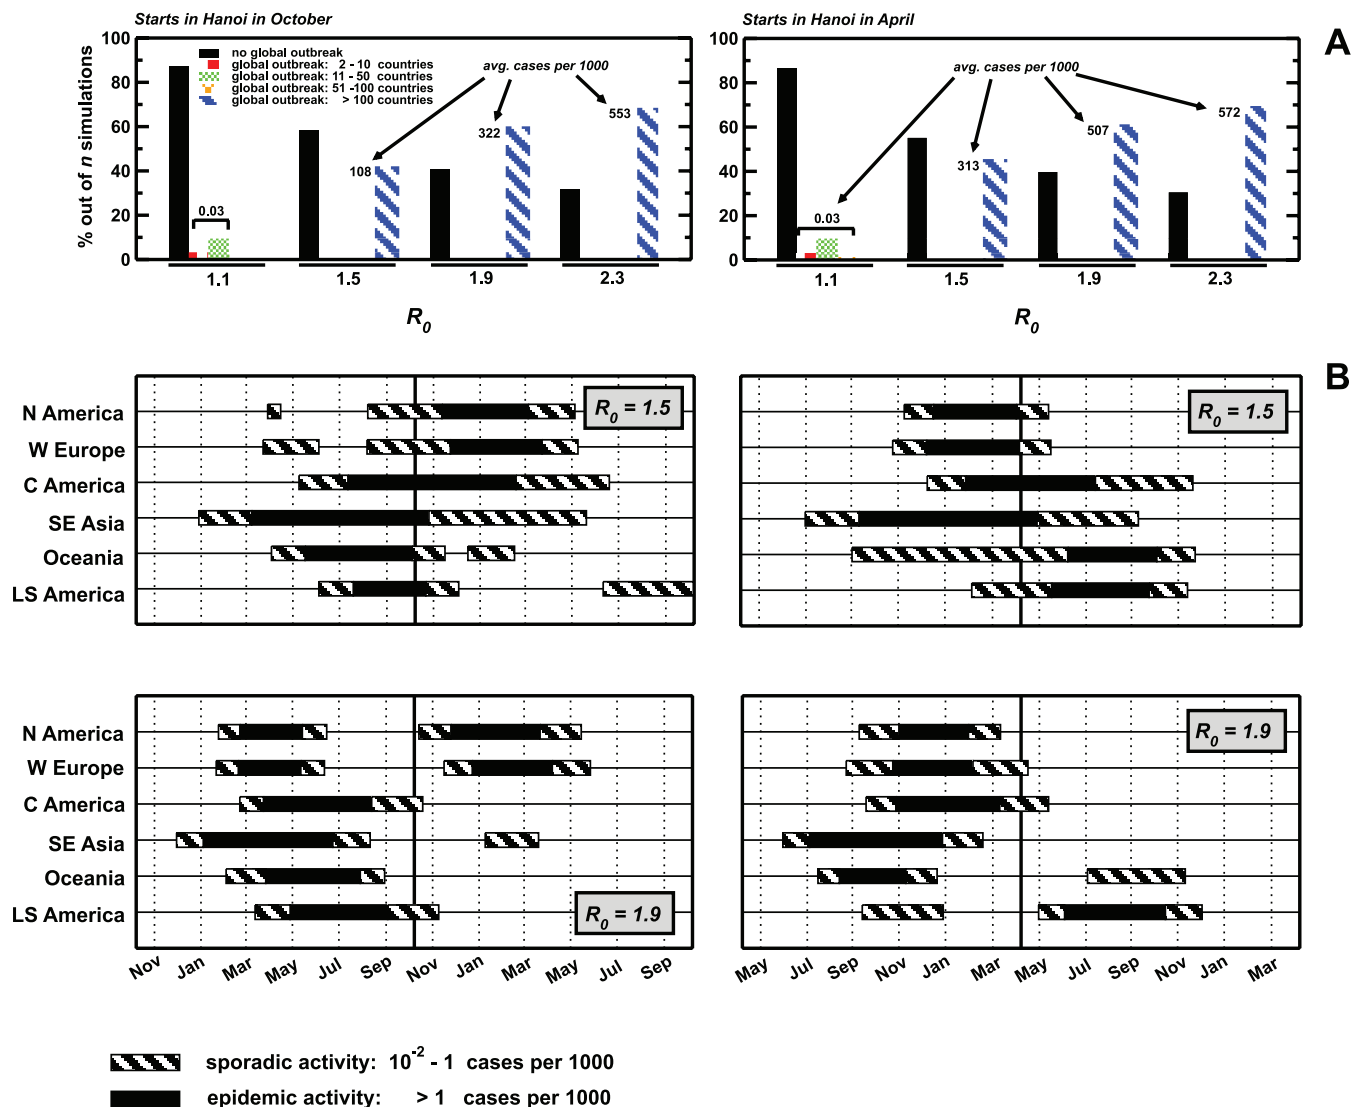 Starts in Hanoi in October
Starts in Hanoi in April
A
% out of n simulations
100
80
60
40
20
0
no global outbreak
global outbreak: 2 - 10 countries
global outbreak: 11 - 50 countries
global outbreak: 51 -100 countries
global outbreak: > 100 countries
avg. cases per 1000
0.03
108
322
553
1.1
1.5
1.9
2.3
R0
100
80
60
40
20
0
avg. cases per 1000
0.03
313
507
572
1.1
1.5
1.9
2.3
R0
B
N America
W Europe
C America
SE Asia
Oceania
LS America
R0 = 1.5
R0 = 1.5
N America
W Europe
C America
SE Asia
Oceania
LS America
R0 = 1.9
R0 = 1.9
Nov Jan Mar May Jul Sep Nov Jan Mar May Jul Sep
May Jul Sep Nov Jan Mar May Jul Sep Nov Jan Mar
sporadic activity: 10-2 - 1 cases per 1000
epidemic activity: > 1 cases per 1000